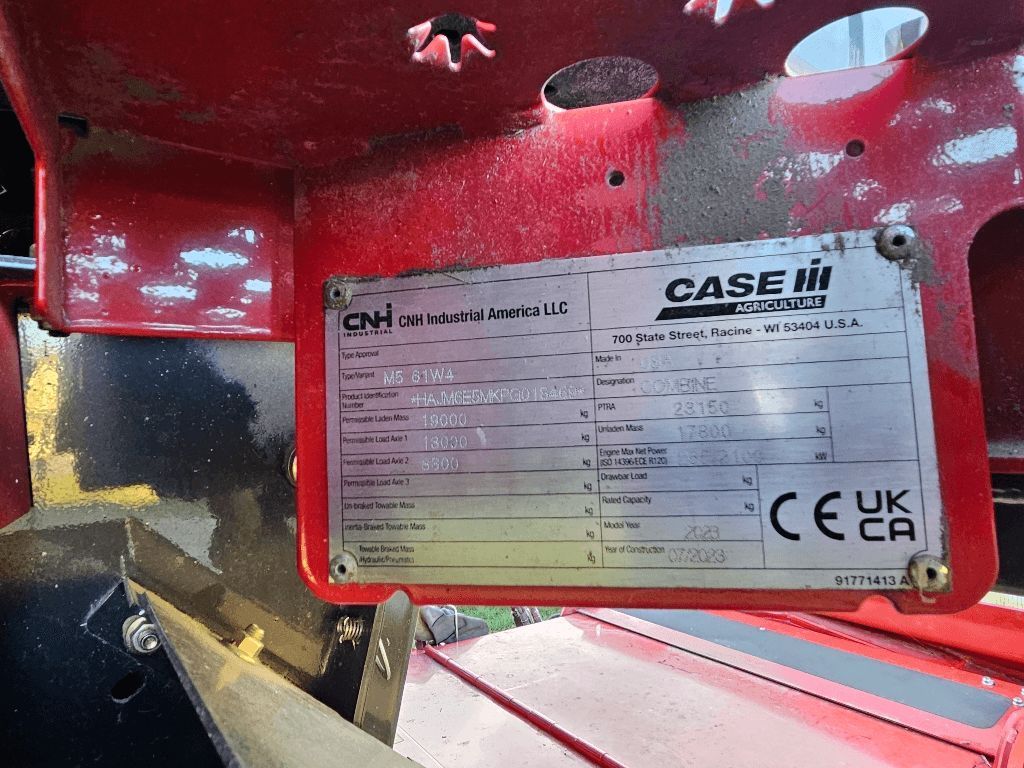 CNH INDUSTRIAL CNH Industrial America LLC
CASE III AGRICULTURE
700 State Street, Racine - WI 53404 U.S.A.
Type Approval
Made in USA
Type/Variant M5 61W4
Designation COMBINE
Product Identification Number
PTRA 23150 kg
Permissible Laden Mass 19000 kg
Unladen Mass 17800 kg
Permissible Load Axle 1 13000 kg
Engine Max Net Power (ISO 14396/ECE R120) kW
Permissible Load Axle 2 kg
Drawbar Load kg
Permissible Load Axle 3 kg
Rated Capacity kg
Un-braked Towable Mass kg
Model Year 2023
Inertia-Braked Towable Mass kg
Year of Construction 07/2023
Towable Braked Mass /Hydraulic/Pneumatics kg
CE UK CA
91771413 A